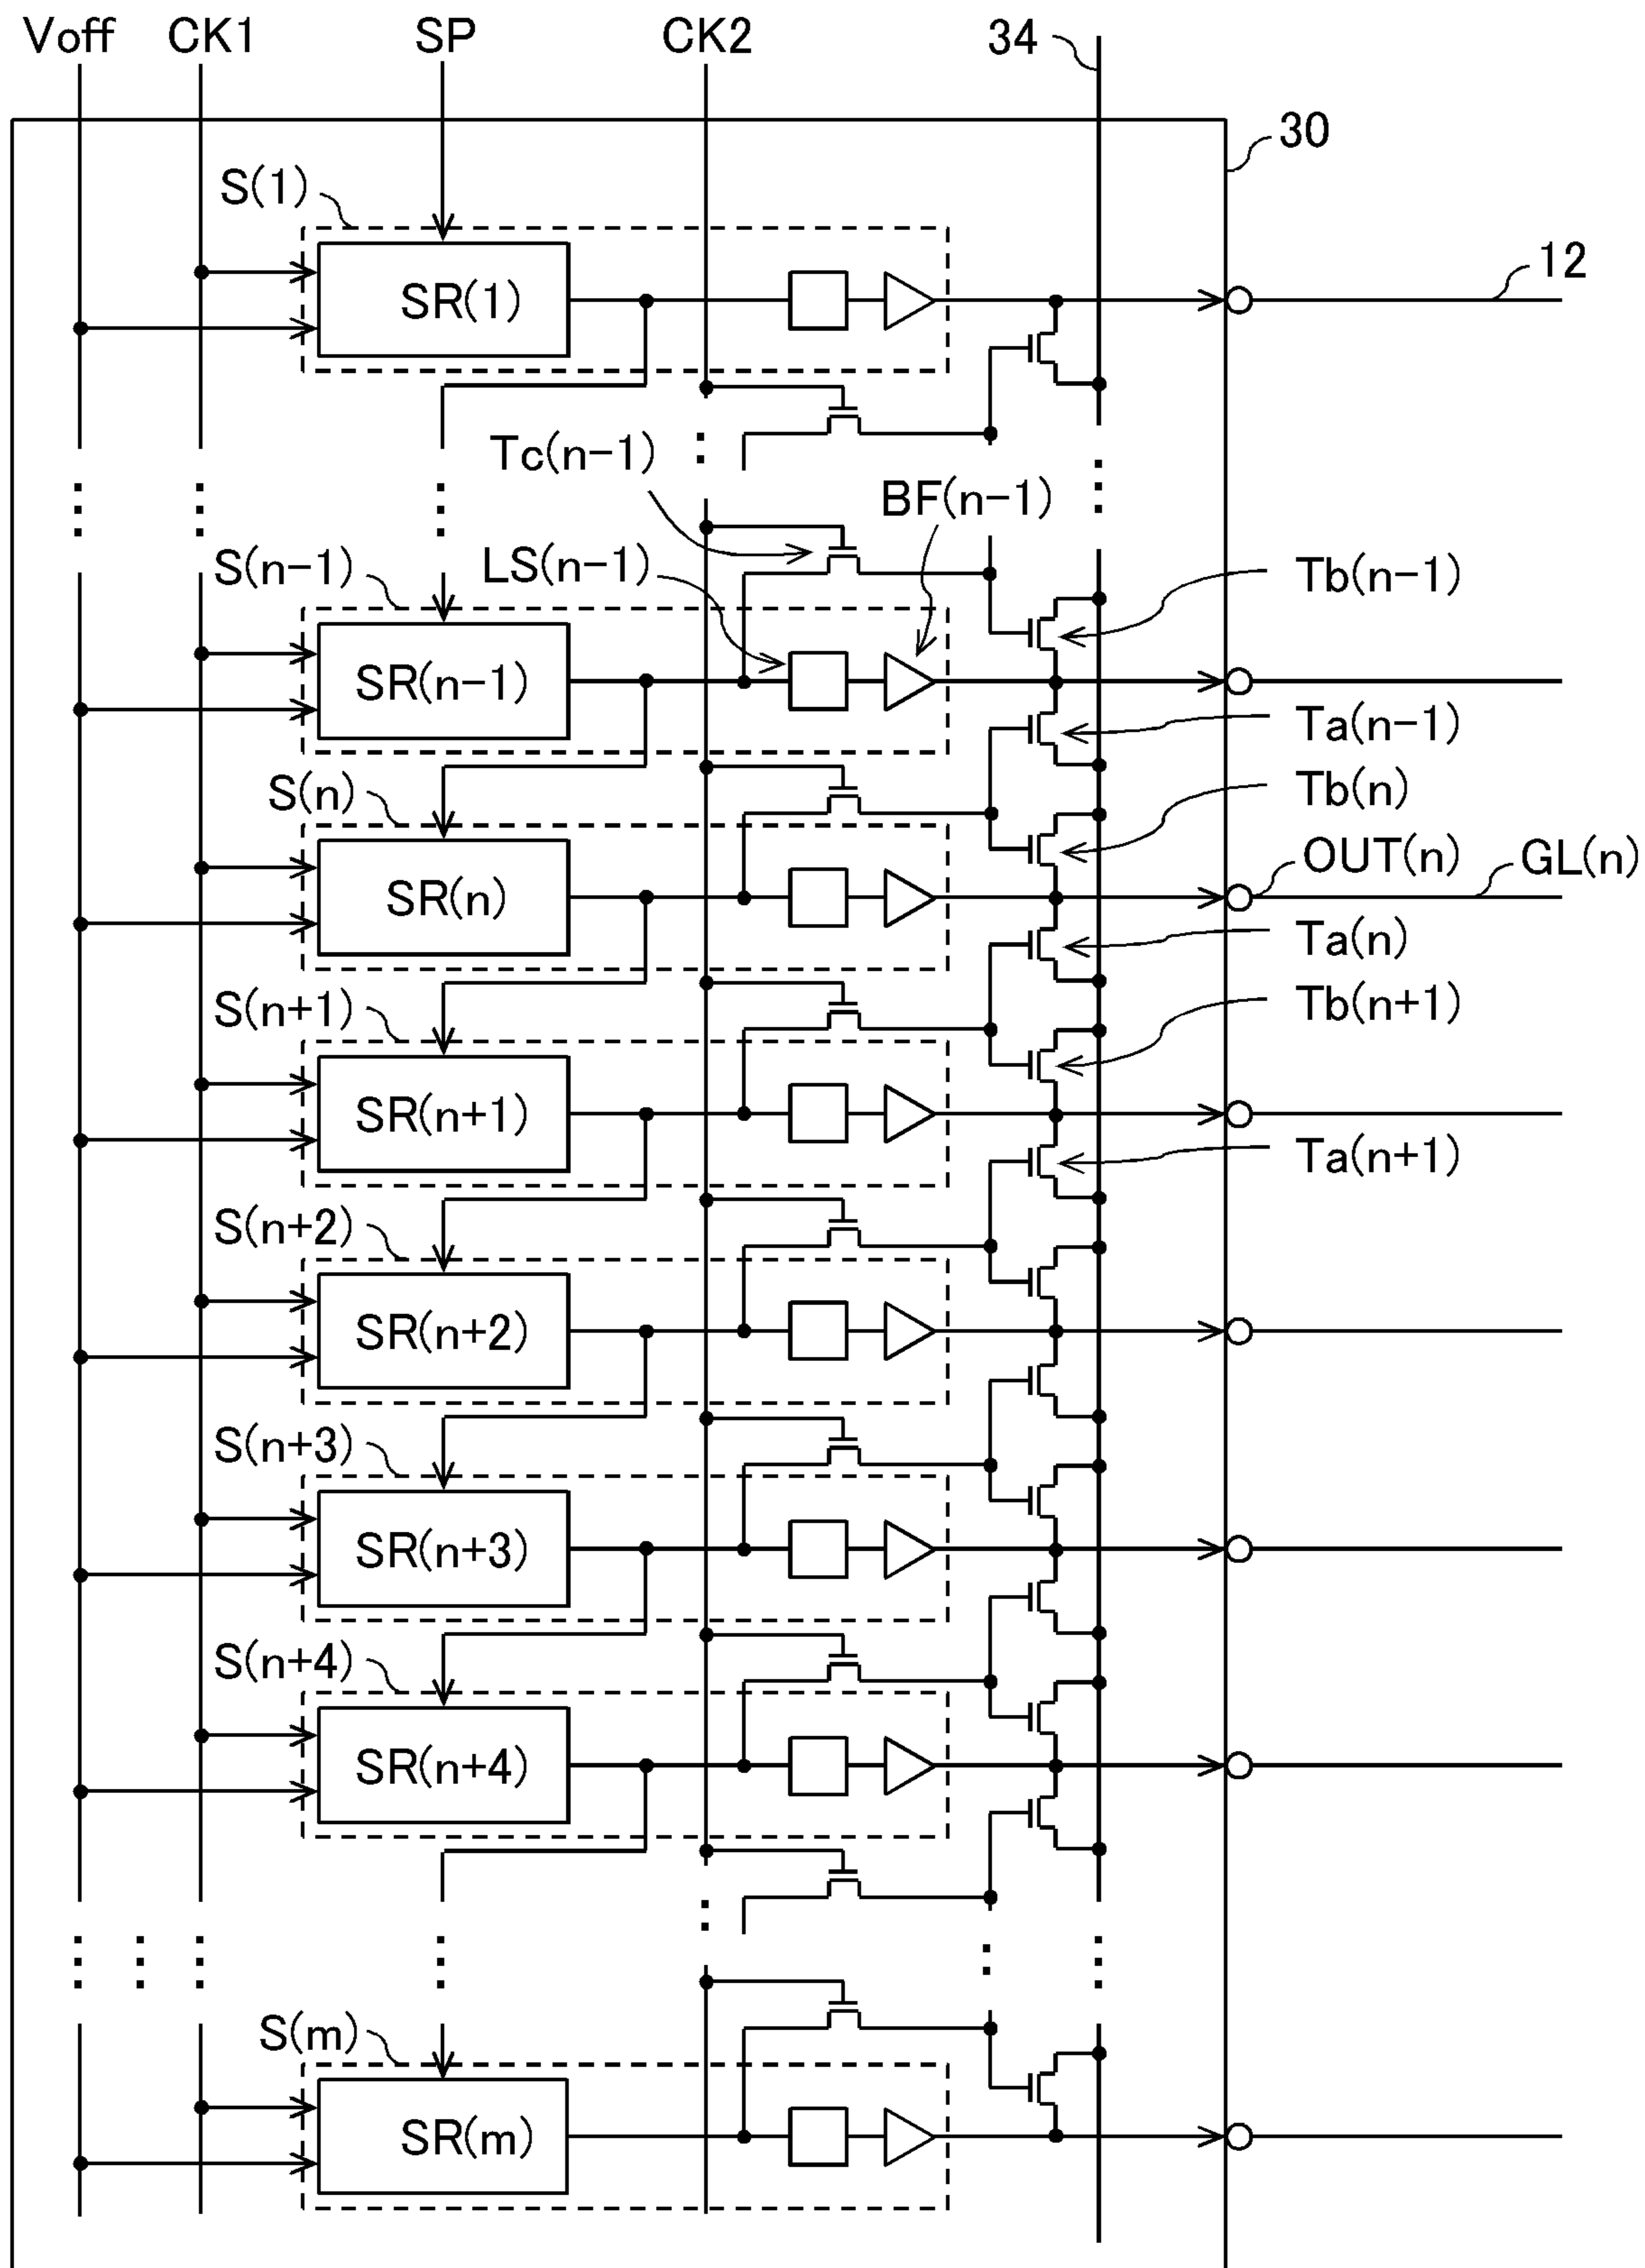 Voff CK1 SP CK2 34
30
S(1)
12
SR(1)
Tc(n-1)
BF(n-1)
LS(n-1)
S(n-1)
Tb(n-1)
SR(n-1)
Ta(n-1)
S(n)
Tb(n)
OUT(n) GL(n)
SR(n)
Ta(n)
S(n+1)
Tb(n+1)
SR(n+1)
Ta(n+1)
S(n+2)
SR(n+2)
S(n+3)
SR(n+3)
S(n+4)
SR(n+4)
S(m)
SR(m)